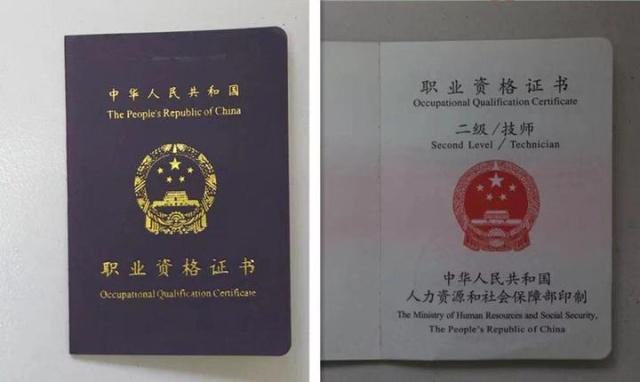 中华人民共和国
The People's Republic of China
职业资格证书
Occupational Qualification Certificate
职业资格证书
Occupational Qualification Certificate
二级/技师
Second Level/Technician
中华人民共和国
人力资源和社会保障部印制
The Ministry of Human Resources and Social Security,
The People's Republic of China